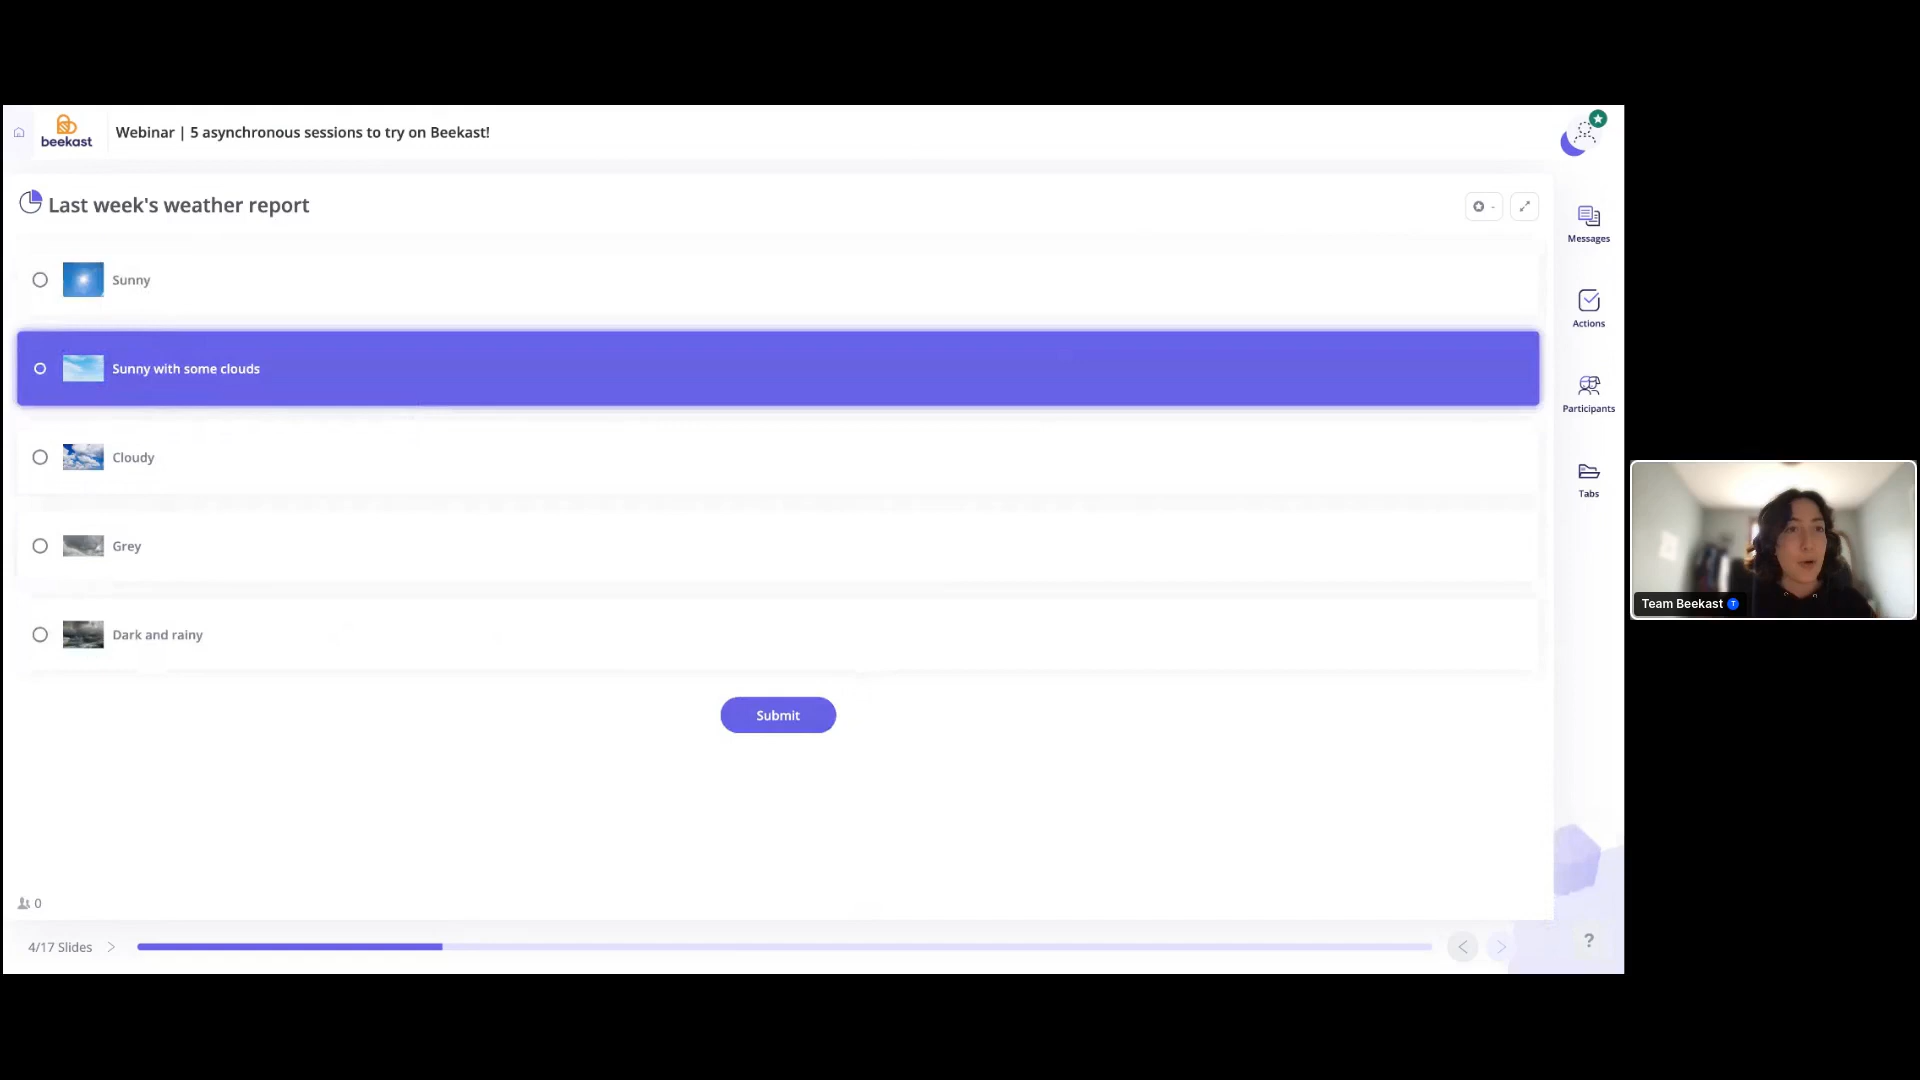 beekast
Webinar | 5 asynchronous sessions to try on Beekast!
Last week's weather report
-
Messages
Sunny
Actions
Sunny with some clouds
Participants
Cloudy
Tabs
Grey
Team Beekast T
Dark and rainy
Submit
0
4/17 Slides >
< >
?